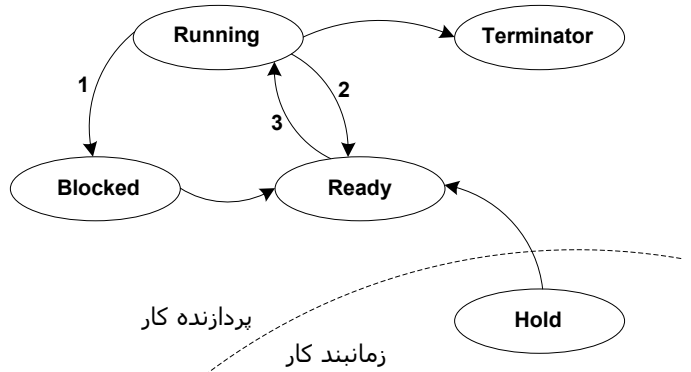 Running
Terminator
1
2
3
Blocked
Ready
Hold
پردازنده کار
زمانبند کار